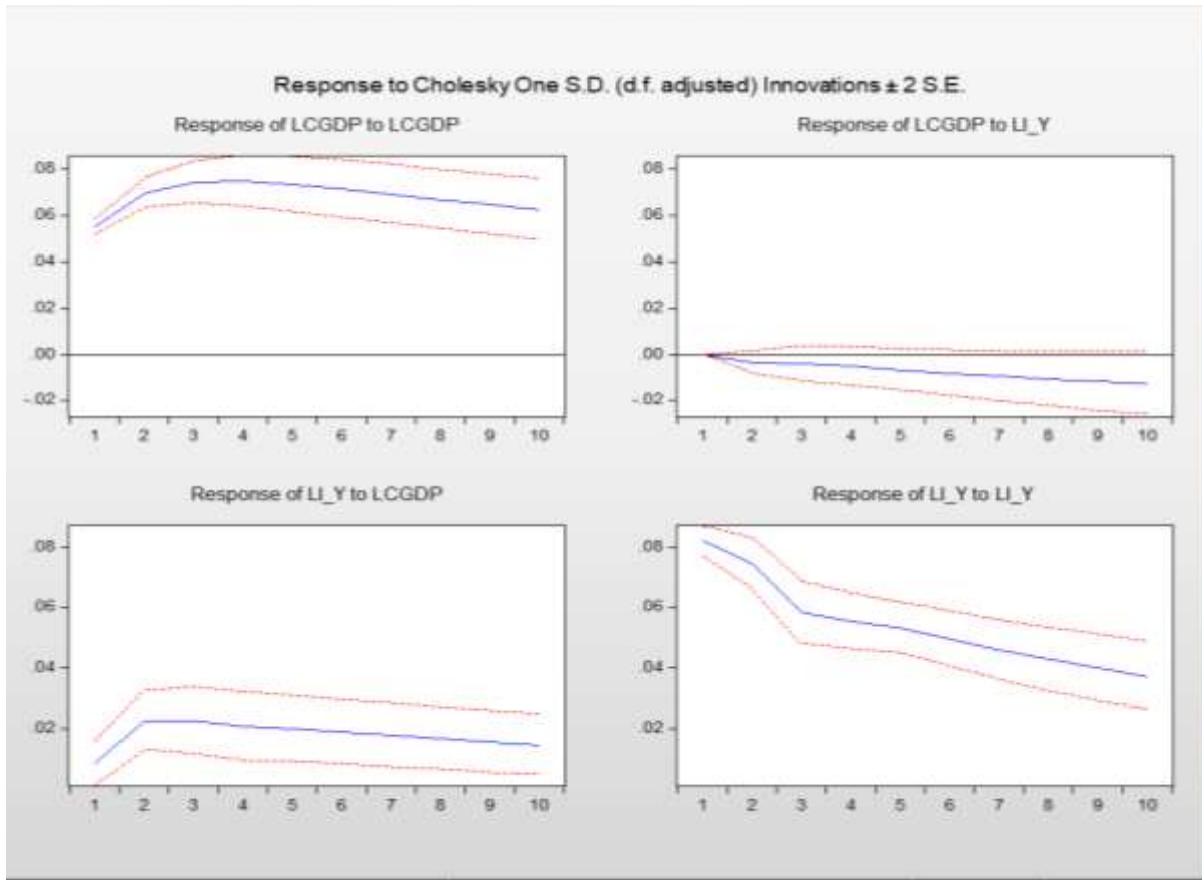 Response to Cholesky One S.D. (d.f. adjusted) Innovations ± 2 S.E.
Response of LCGDP to LCGDP
.08
.06
.04
.02
.00
-.02
1 2 3 4 5 6 7 8 9 10
Response of LCGDP to LI_Y
.08
.06
.04
.02
.00
-.02
1 2 3 4 5 6 7 8 9 10
Response of LI_Y to LCGDP
.08
.06
.04
.02
1 2 3 4 5 6 7 8 9 10
Response of LI_Y to LI_Y
.08
.06
.04
.02
1 2 3 4 5 6 7 8 9 10